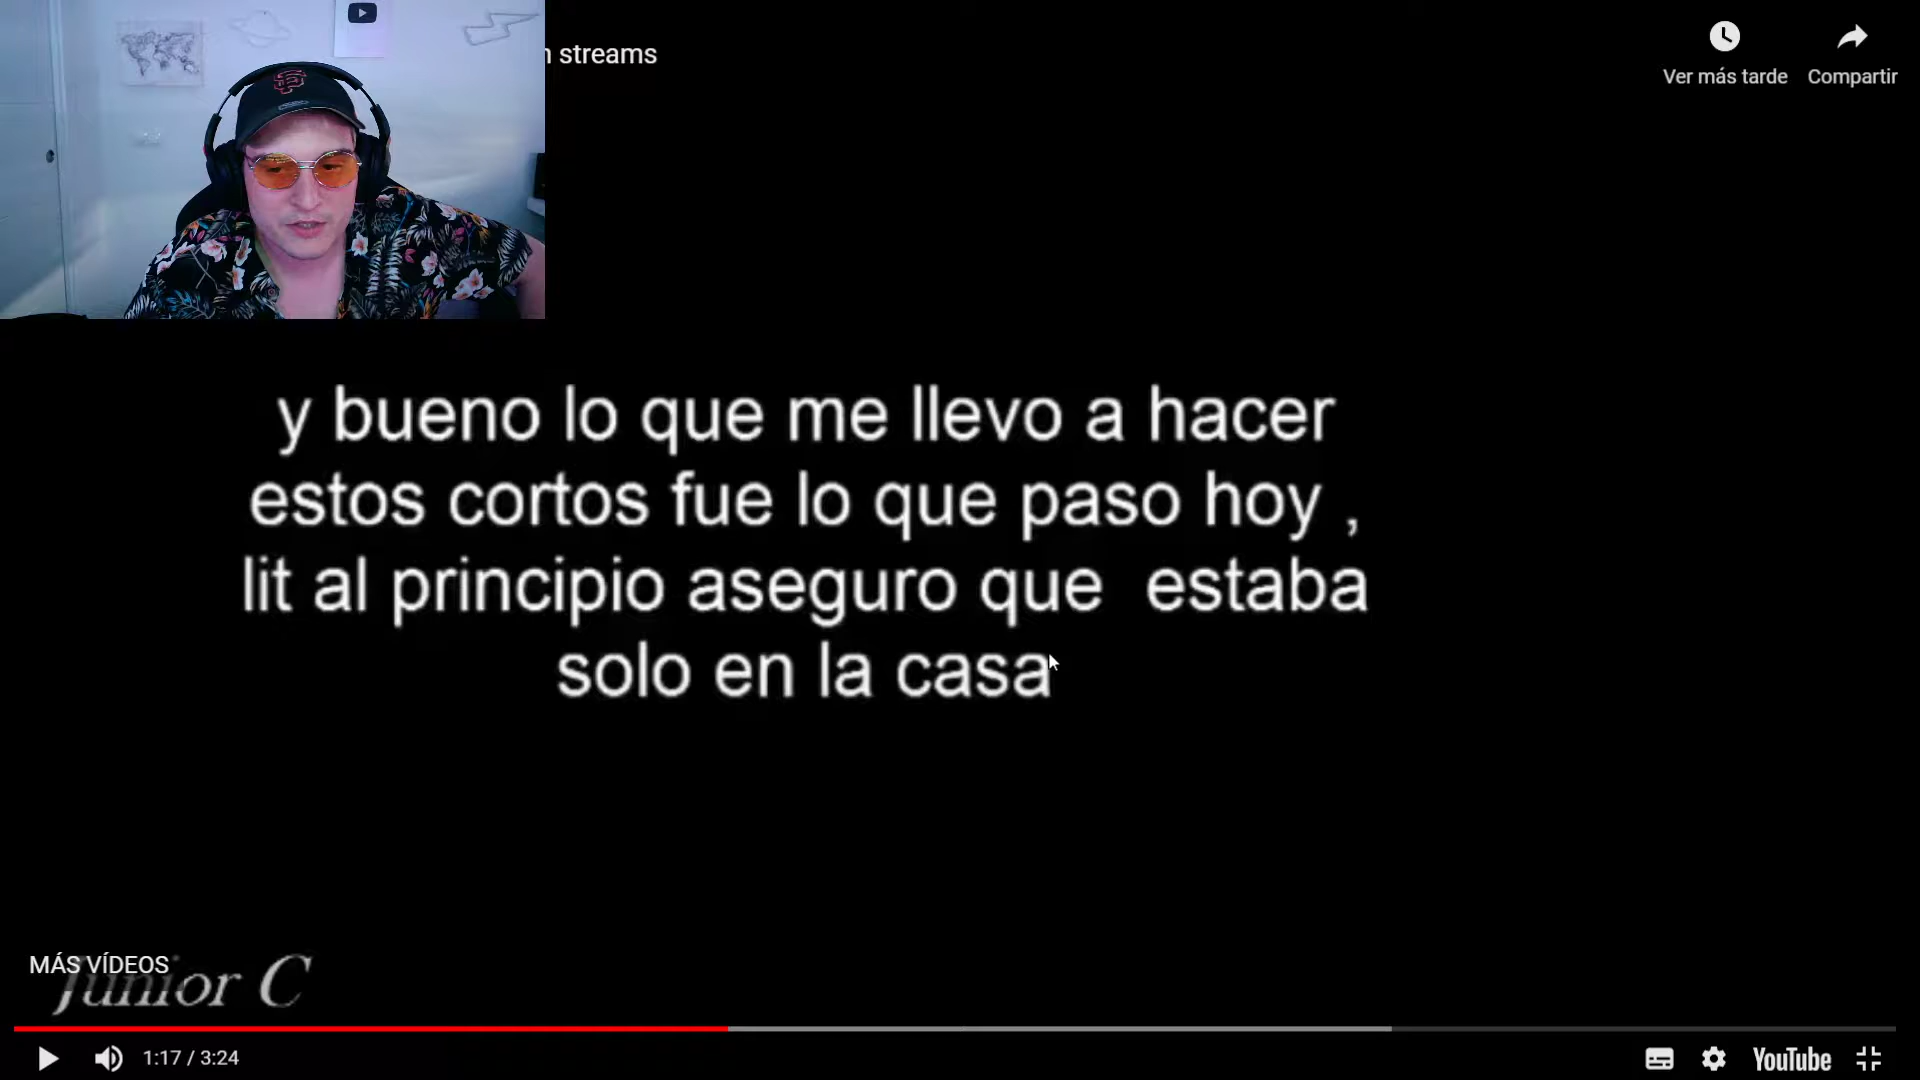 n streams
Ver más tarde
Compartir
y bueno lo que me llevo a hacer
estos cortos fue lo que paso hoy ,
lit al principio aseguro que estaba
solo en la casa
MÁS VÍDEOS
Junior C
1:17 / 3:24
YouTube